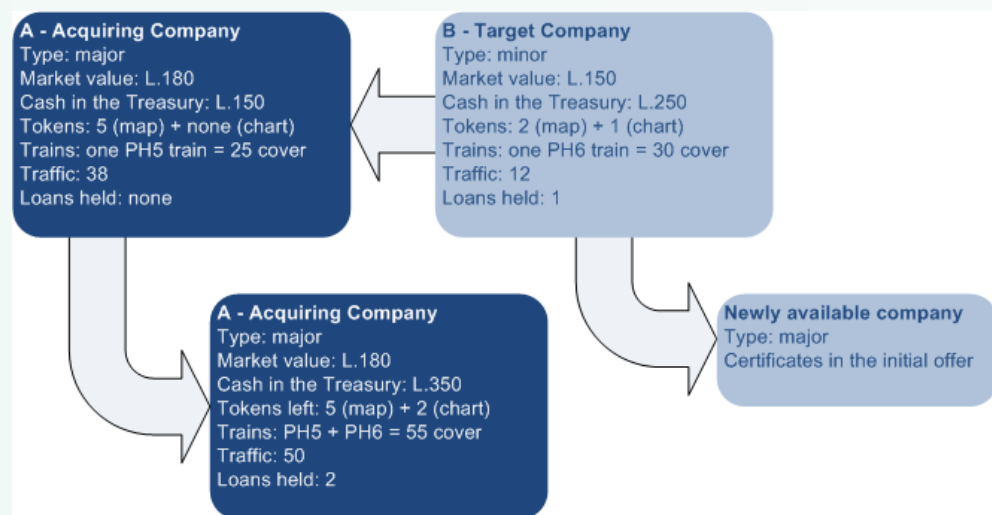 A - Acquiring Company
Type: major
Market value: L.180
Cash in the Treasury: L.150
Tokens: 5 (map) + none (chart)
Trains: one PH5 train = 25 cover
Traffic: 38
Loans held: none
B - Target Company
Type: minor
Market value: L.150
Cash in the Treasury: L.250
Tokens: 2 (map) + 1 (chart)
Trains: one PH6 train = 30 cover
Traffic: 12
Loans held: 1
A - Acquiring Company
Type: major
Market value: L.180
Cash in the Treasury: L.350
Tokens left: 5 (map) + 2 (chart)
Trains: PH5 + PH6 = 55 cover
Traffic: 50
Loans held: 2
Newly available company
Type: major
Certificates in the initial offer